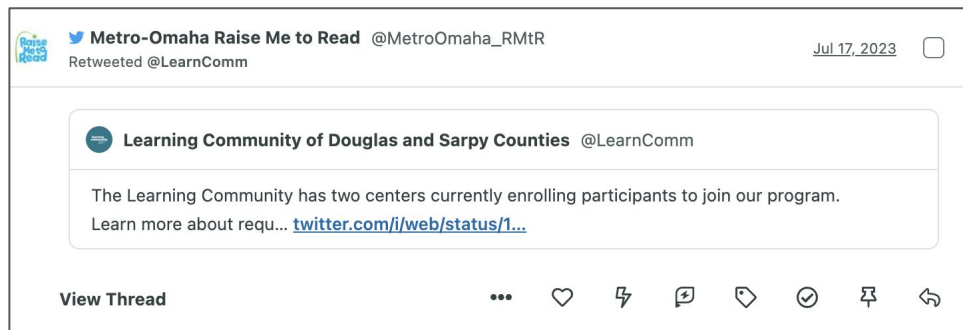 Raise
Me to
Read
Metro-Omaha Raise Me to Read @MetroOmaha_RMtR
Jul 17, 2023
Retweeted @LearnComm
Learning Community of Douglas and Sarpy Counties @LearnComm
The Learning Community has two centers currently enrolling participants to join our program.
Learn more about requ... twitter.com/i/web/status/1...
View Thread